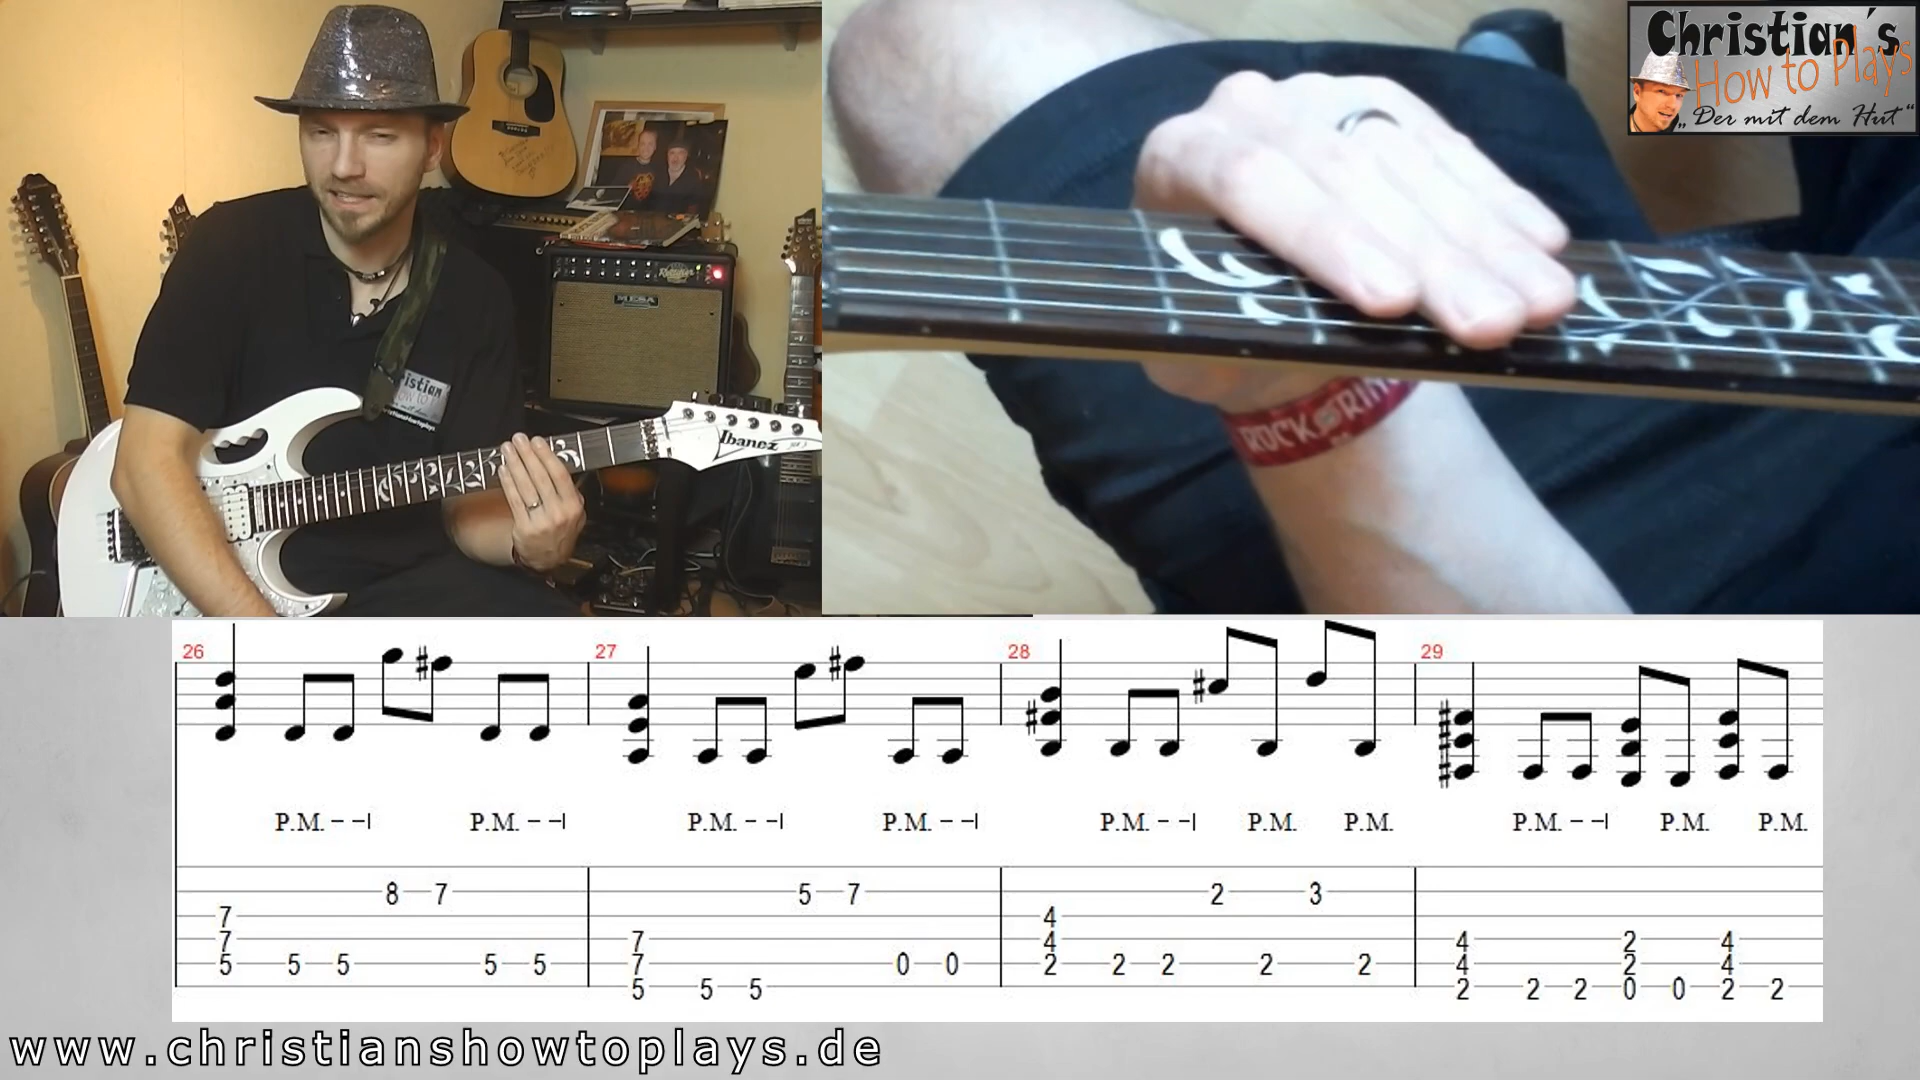 Christian´s
How to Plays
„Der mit dem Hut“
MESA
Ibanez
ROCK RING
26 27 28 29
P.M. P.M. P.M. P.M. P.M. P.M. P.M. P.M. P.M. P.M.
8 7 5 7 2 3
7 4
7 7 4 4 2 4
5 5 5 5 5 7 0 0 2 2 2 2 2 4 2 4
5 5 5 2 2 2 0 0 2 2
www.christianshowtoplays.de